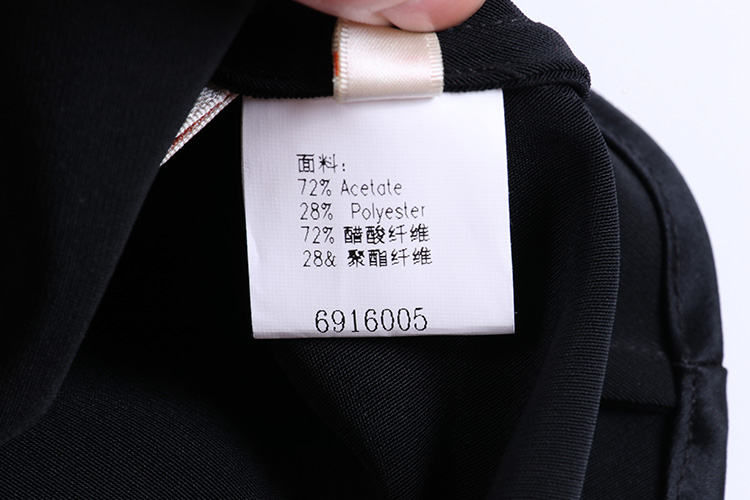 面料:
72% Acetate
28% Polyester
72% 醋酸纤维
28& 聚酯纤维
6916005